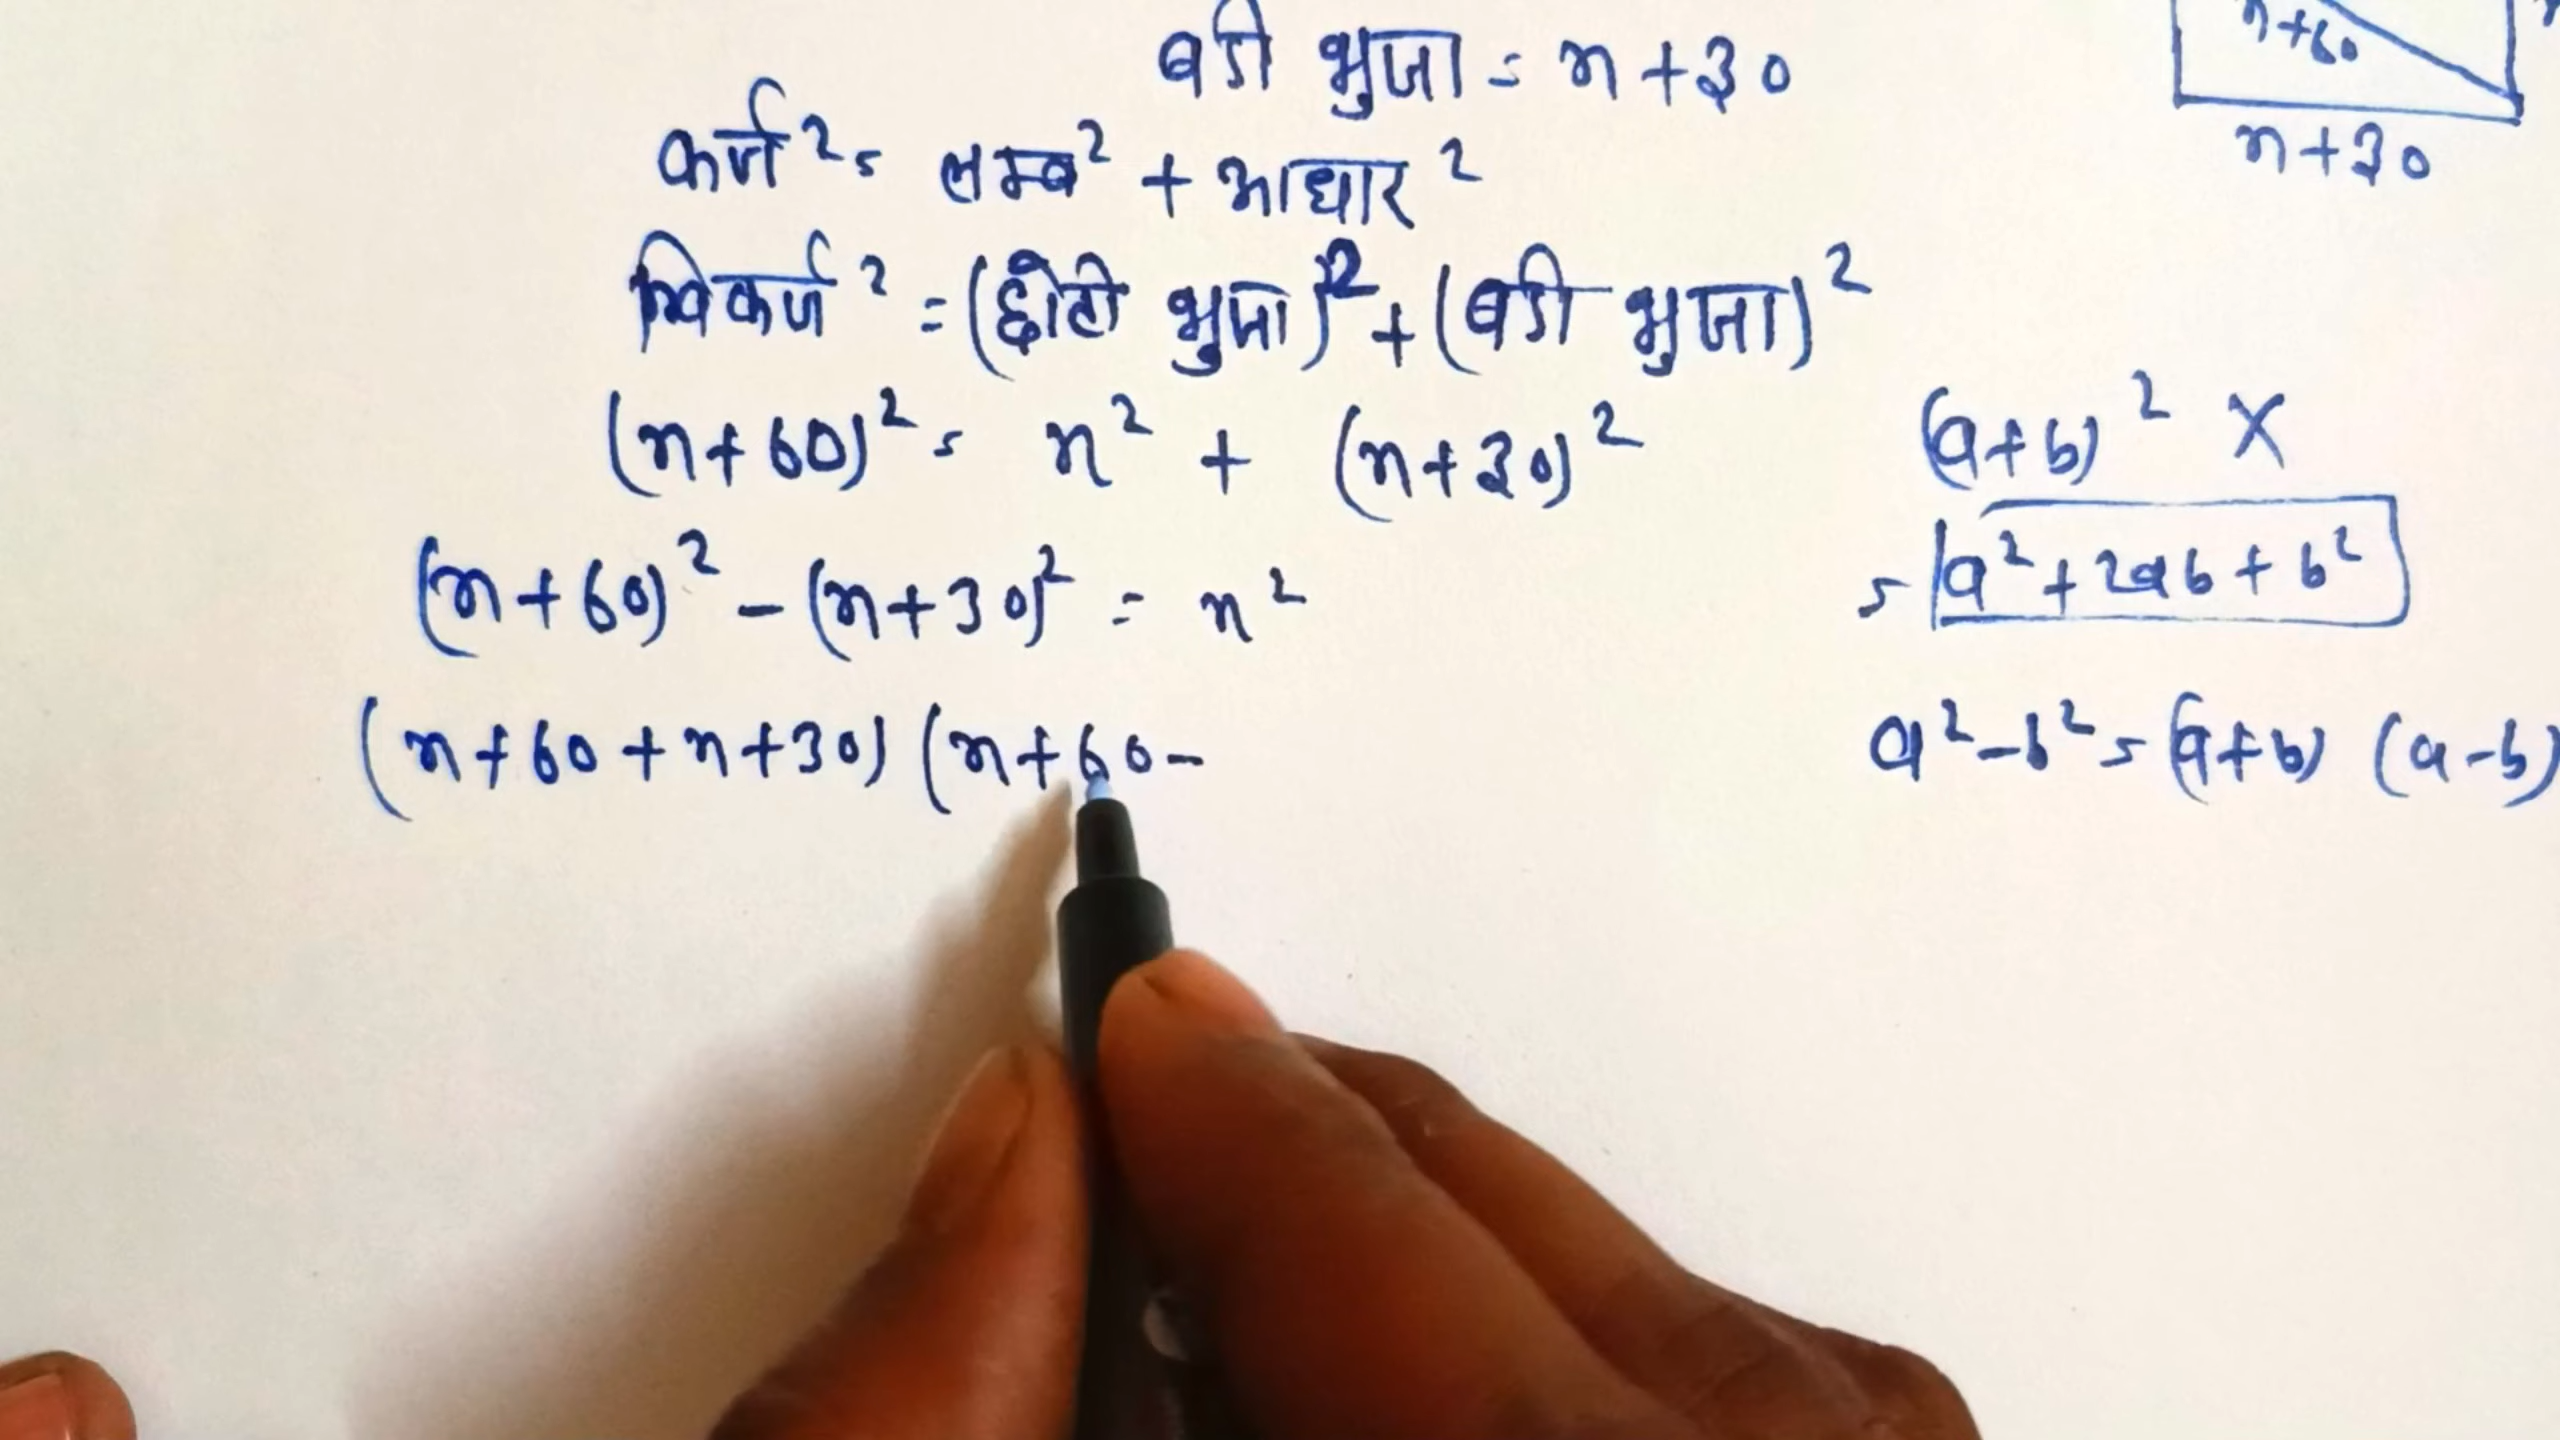 बडी भुजा = n+30
n+60
n+30
कर्ण² = लम्ब² + आधार²
विकर्ण² = (छोटी भुजा)² + (बडी भुजा)²
(n+60)² = n² + (n+30)²
(a+b)² X
= a²+2ab+b²
(n+60)² - (n+30)² = n²
(n+60+n+30) (n+60-
a²-b² = (a+b) (a-b)